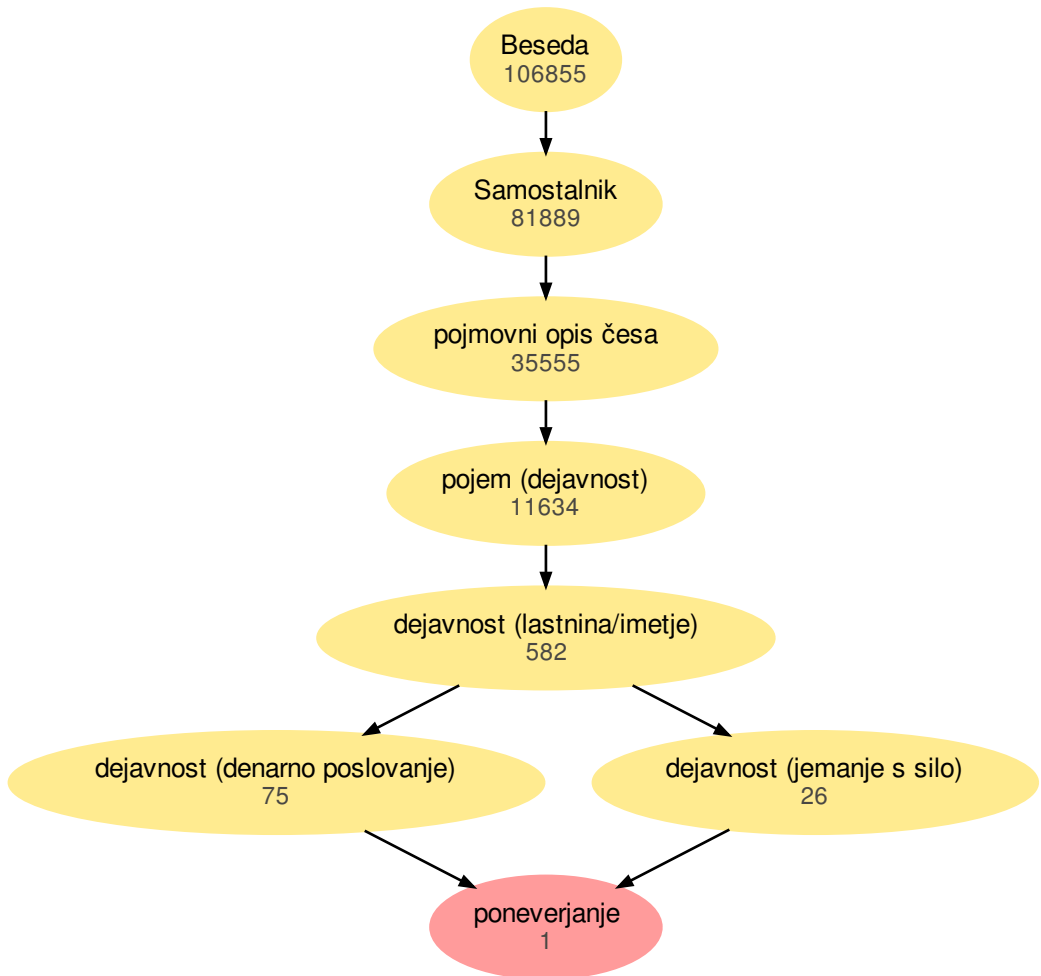 Beseda
106855
Samostalnik
81889
pojmovni opis česa
35555
pojem (dejavnost)
11634
dejavnost (lastnina/imetje)
582
dejavnost (denarno poslovanje)
75
dejavnost (jemanje s silo)
26
poneverjanje
1